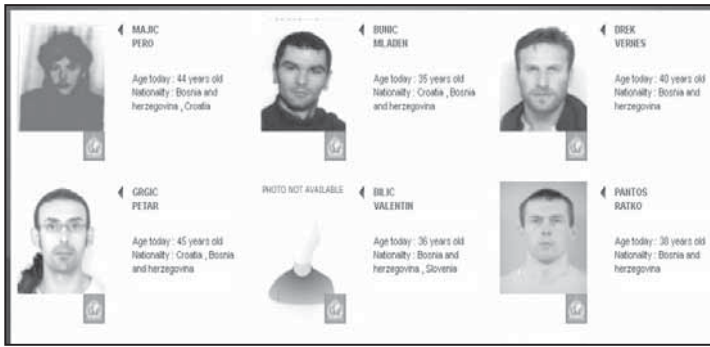 MAJIC
PERO
Age today : 44 years old
Nationality : Bosnia and
herzegovina , Croatia
BUNIC
MLADEN
Age today : 35 years old
Nationality : Croatia , Bosnia
and herzegovina
DREK
VERNES
Age today : 40 years old
Nationality : Bosnia and
herzegovina
GRGIC
PETAR
Age today : 45 years old
Nationality : Croatia , Bosnia
and herzegovina
PHOTO NOT AVAILABLE
BILIC
VALENTIN
Age today : 36 years old
Nationality : Bosnia and
herzegovina , Slovenia
PANTOS
RATKO
Age today : 38 years old
Nationality : Bosnia and
herzegovina